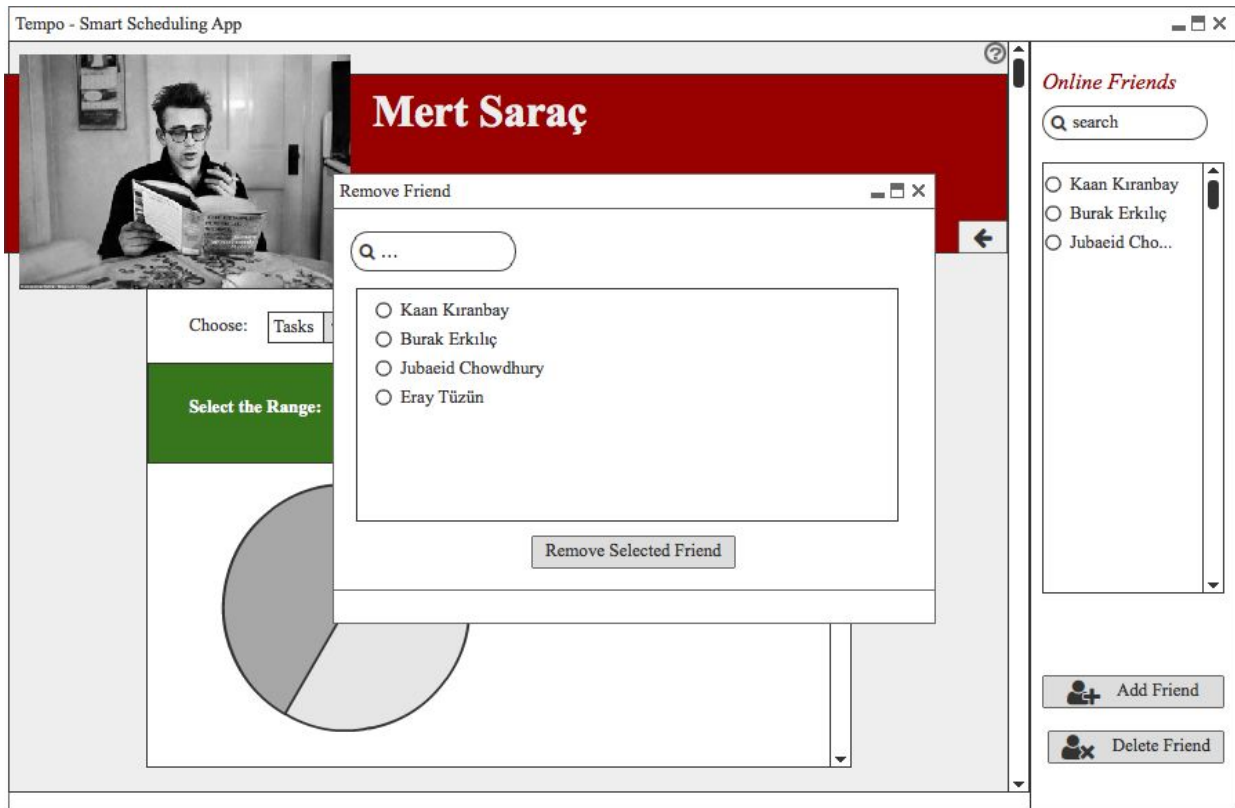 Tempo - Smart Scheduling App
Mert Saraç
Choose:
Tasks
Select the Range:
Remove Friend
...
Kaan Kıranbay
Burak Erkılıç
Jubaeid Chowdhury
Eray Tüzün
Remove Selected Friend
Online Friends
search
Kaan Kıranbay
Burak Erkılıç
Jubaeid Cho...
Add Friend
Delete Friend